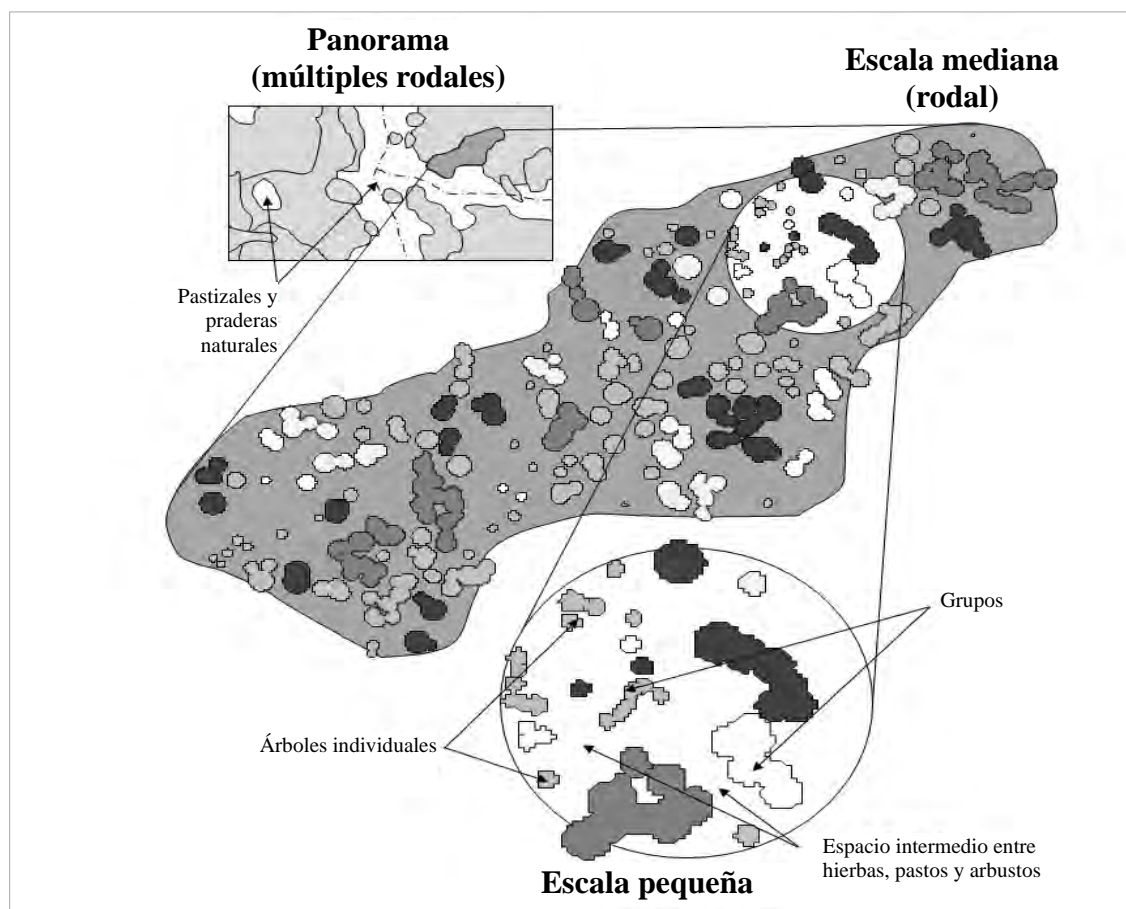 Panorama
(múltiples rodales)
Escala mediana
(rodal)
Pastizales y
praderas
naturales
Grupos
Árboles individuales
Espacio intermedio entre
hierbas, pastos y arbustos
Escala pequeña